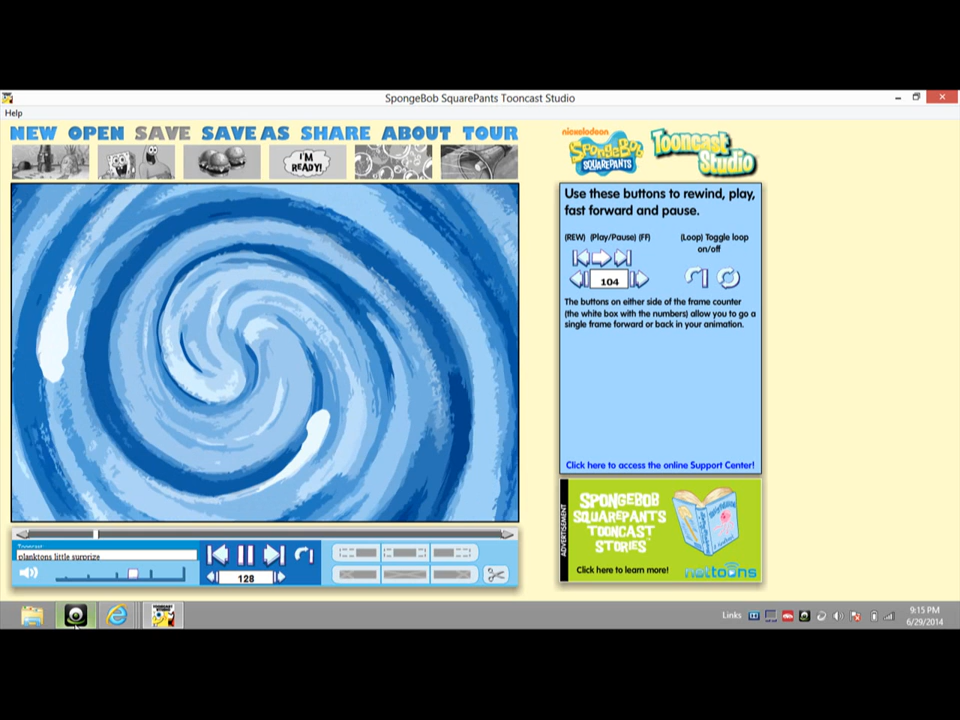 SpongeBob SquarePants Tooncast Studio
Help
NEW OPEN SAVE SAVE AS SHARE ABOUT TOUR
I'M READY!
nickelodeon
SpongeBob SQUAREPANTS
Tooncast Studio
Use these buttons to rewind, play,
fast forward and pause.
(REW) (Play/Pause) (FF)
(Loop) Toggle loop
on/off
104
The buttons on either side of the frame counter
(the white box with the numbers) allow you to go a
single frame forward or back in your animation.
Click here to access the online Support Center!
ADVERTISEMENT
SPONGEBOB
SQUAREPANTS
TOONCAST
STORIES
Click here to learn more!
nettoons
Tooncast:
planktons little surprize
128
Links
9:15 PM
6/29/2014